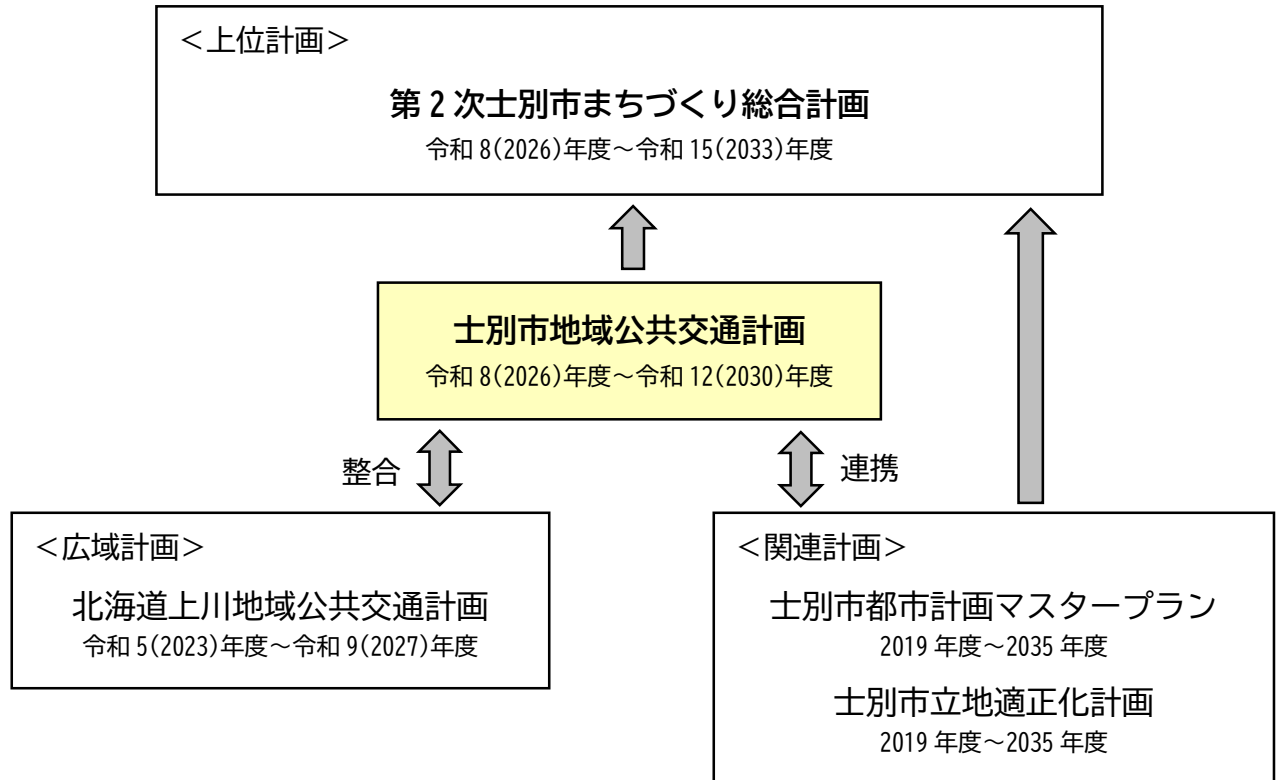 ＜上位計画＞
第2次士別市まちづくり総合計画
令和8(2026)年度～令和15(2033)年度
士別市地域公共交通計画
令和8(2026)年度～令和12(2030)年度
整合
連携
＜広域計画＞
北海道上川地域公共交通計画
令和5(2023)年度～令和9(2027)年度
＜関連計画＞
士別市都市計画マスタープラン
2019年度～2035年度
士別市立地適正化計画
2019年度～2035年度